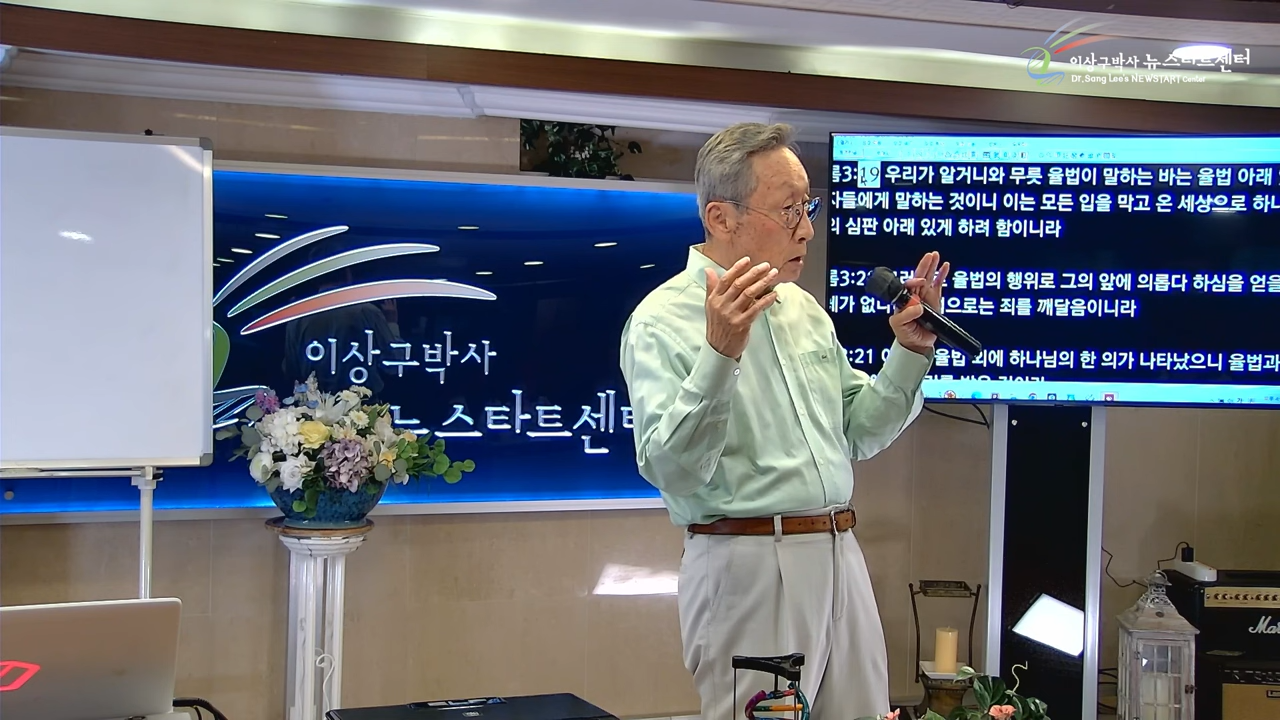 이상구박사 뉴스타트센터
Dr.Sang Lee's NEWSTART Center
3:19 우리가 알거니와 무릇 율법이 말하는 바는 율법 아래
자들에게 말하는 것이니 이는 모든 입을 막고 온 세상으로 하나
심판 아래 있게 하려 함이니라
율법의 행위로 그의 앞에 의롭다 하심을 얻을
죄를 깨달음이니라
:21 율법 외에 하나님의 한 의가 나타났으니 율법과
이상구박사
뉴스타트센